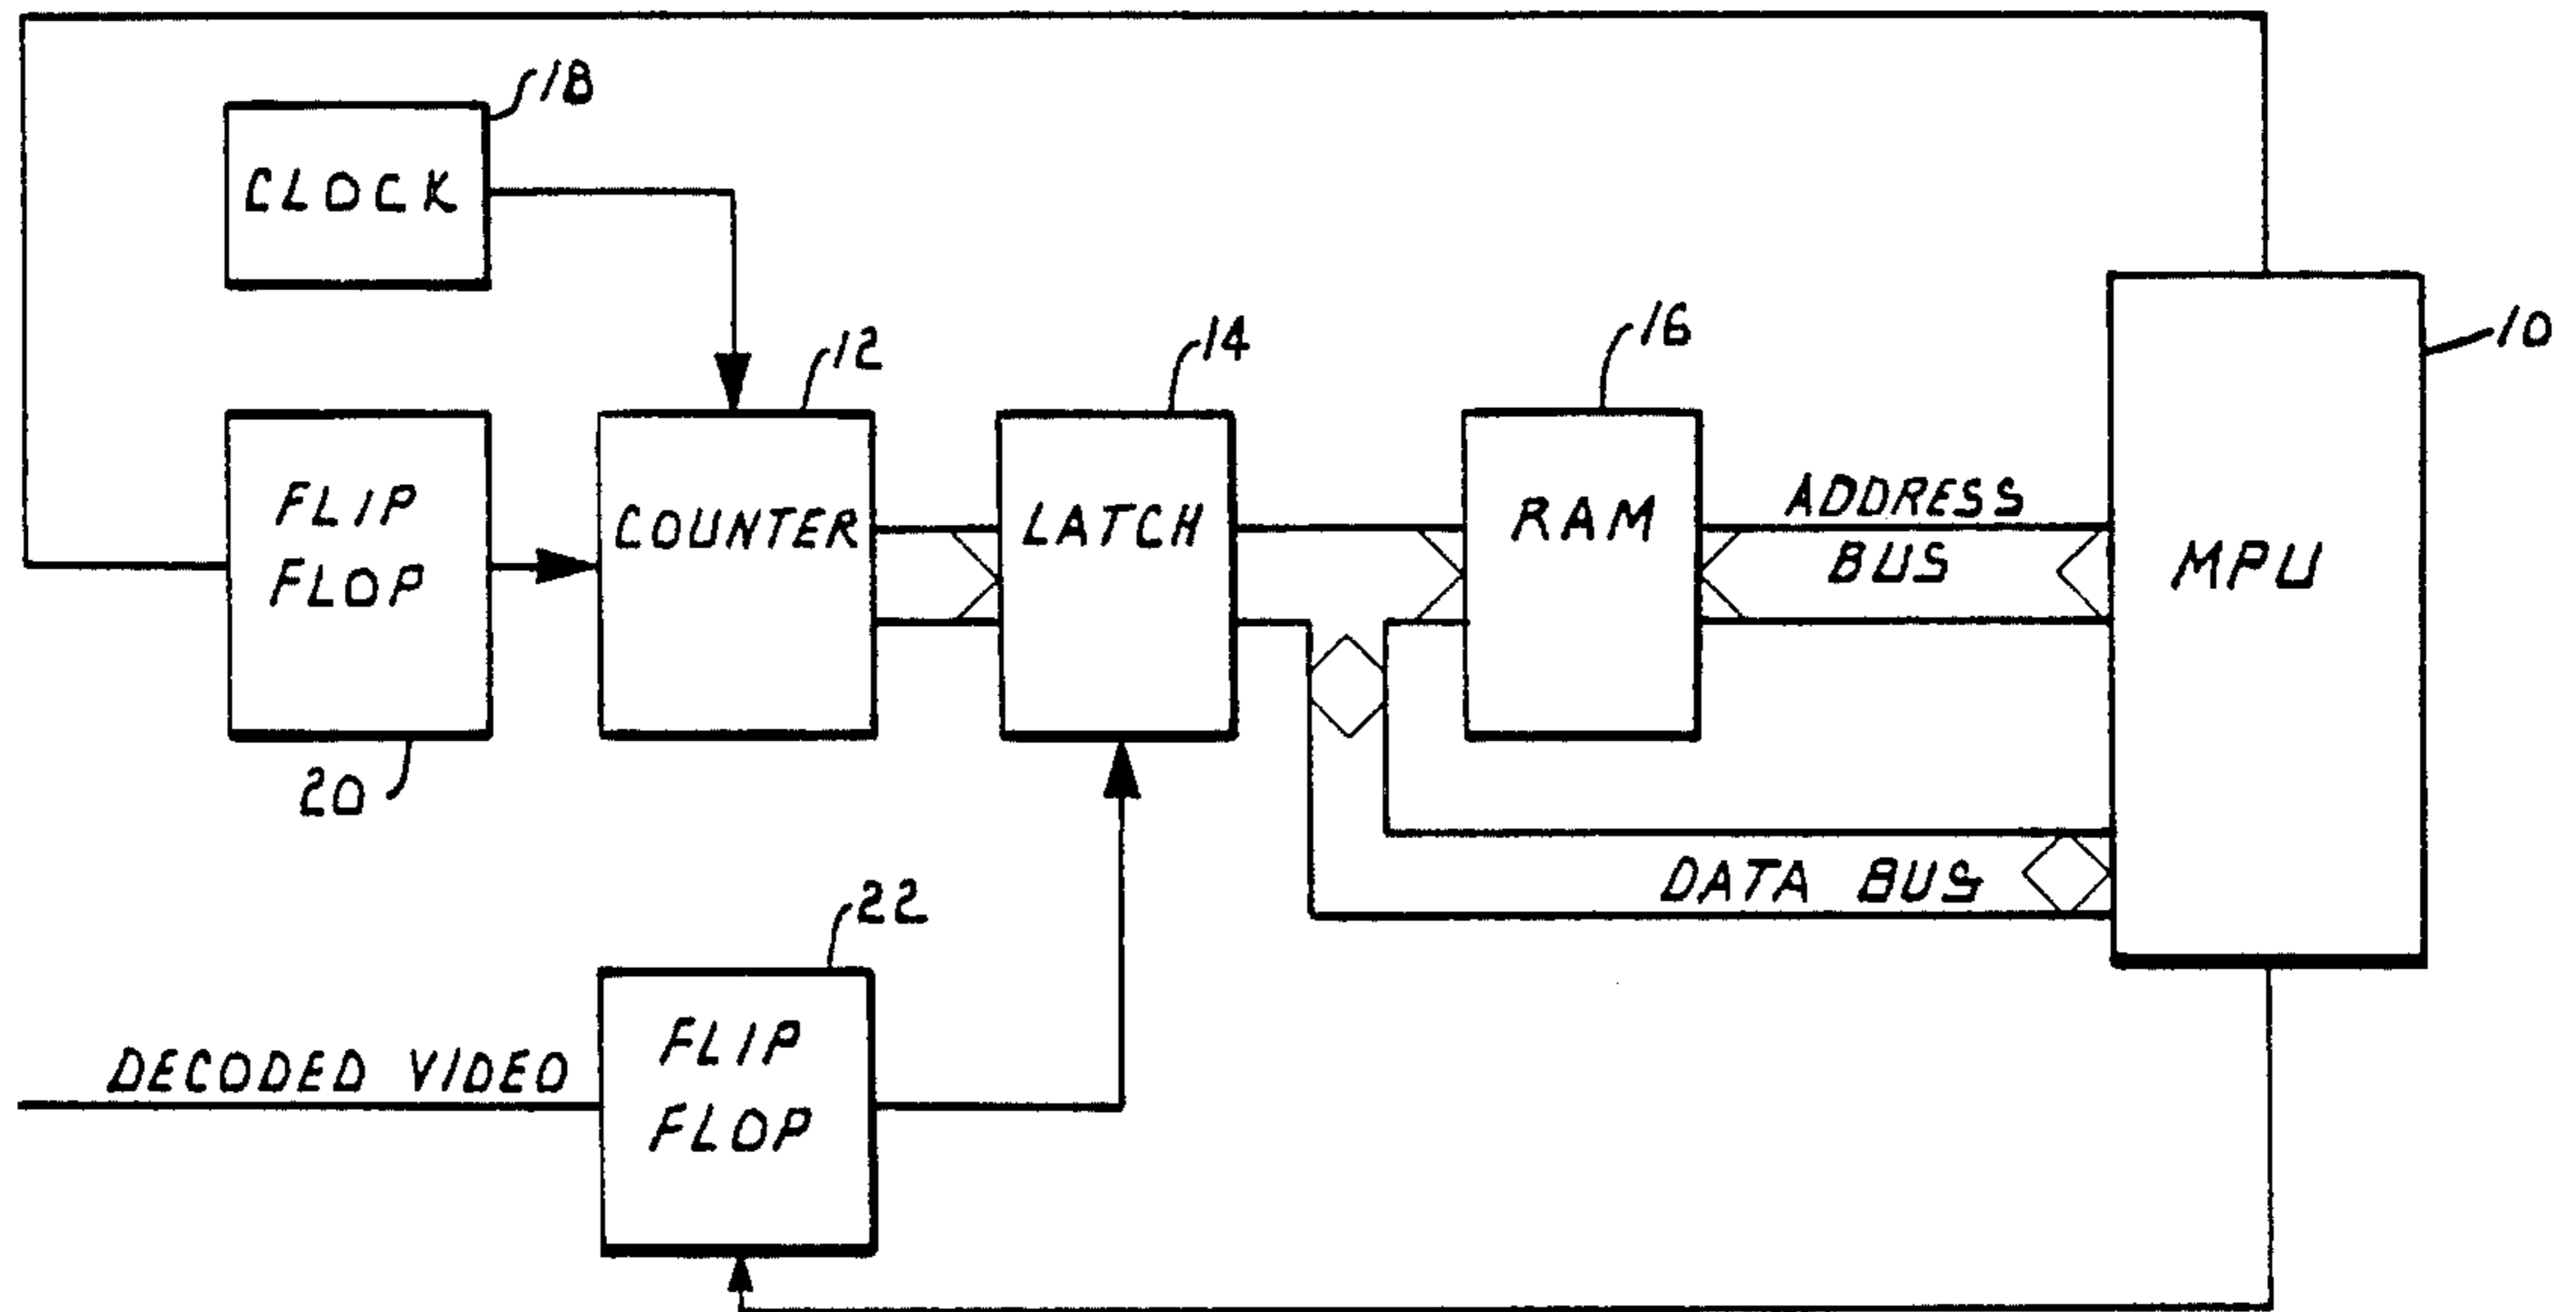 18
CLOCK
12
14
16
10
FLIP
FLOP
20
COUNTER
LATCH
RAM
ADDRESS
BUS
MPU
DATA BUS
22
DECODED VIDEO
FLIP
FLOP